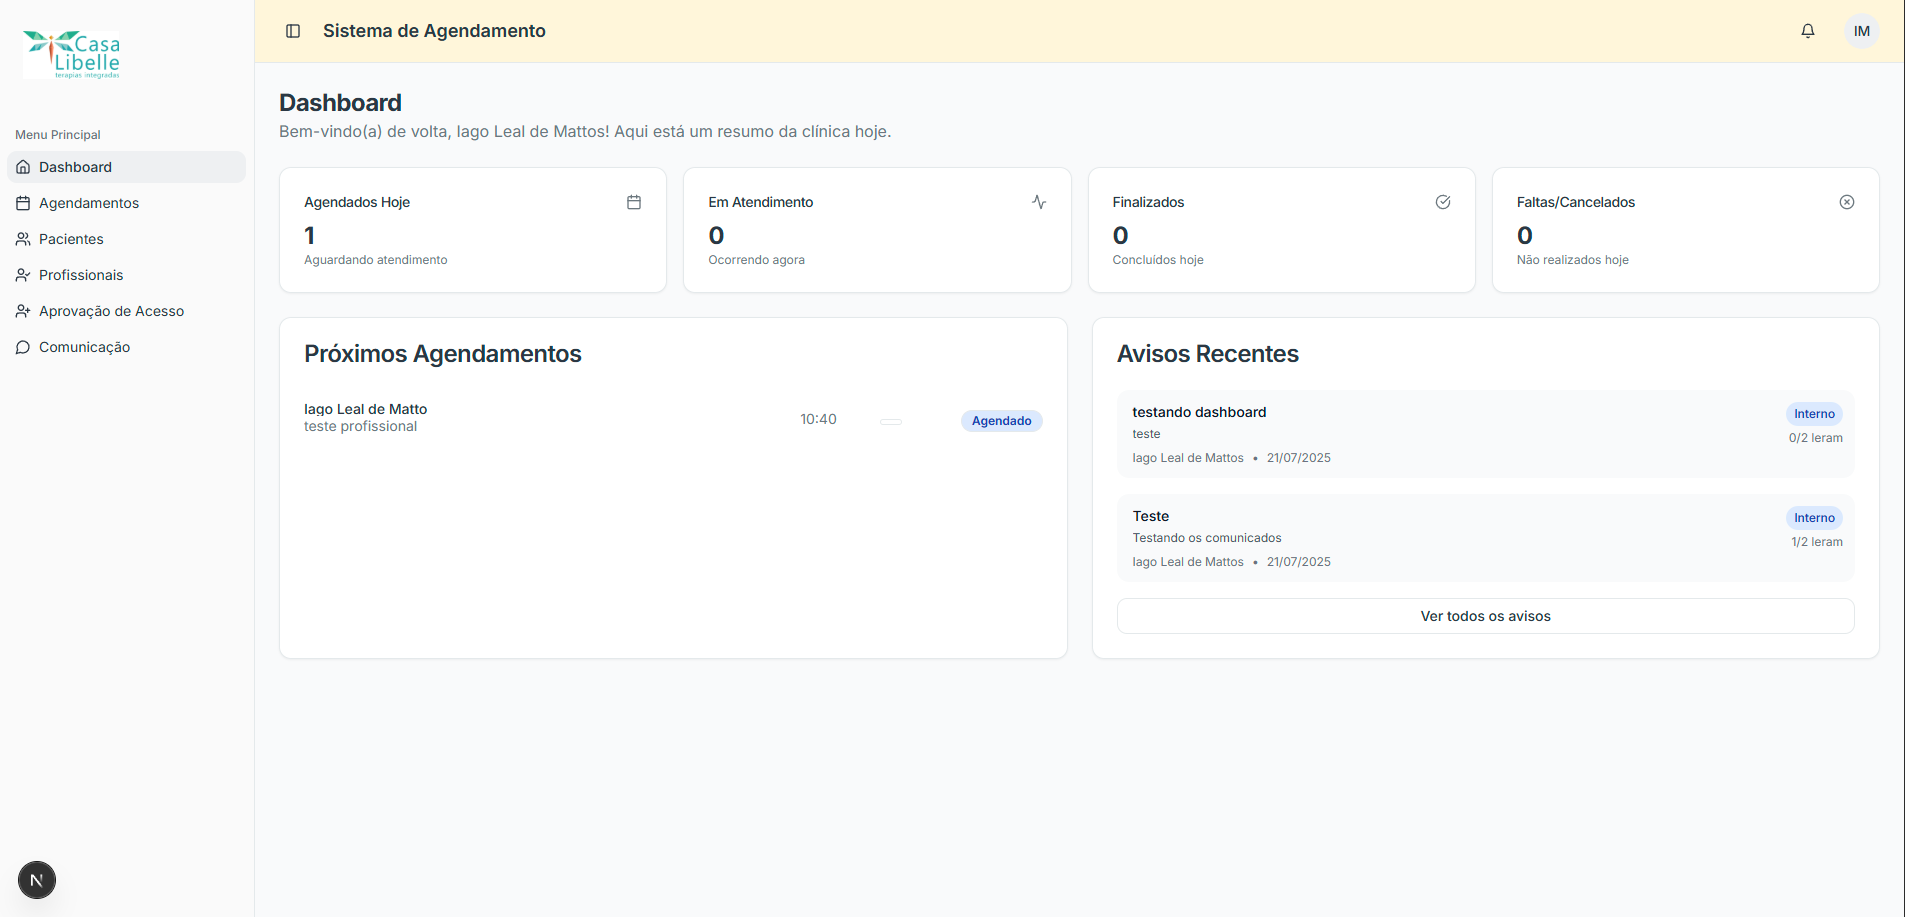 Casa
Libelle
terapias integradas
Menu Principal
Dashboard
Agendamentos
Pacientes
Profissionais
Aprovação de Acesso
Comunicação
N
Sistema de Agendamento
IM
Dashboard
Bem-vindo(a) de volta, Iago Leal de Mattos! Aqui está um resumo da clínica hoje.
Agendados Hoje
1
Aguardando atendimento
Em Atendimento
0
Ocorrendo agora
Finalizados
0
Concluídos hoje
Faltas/Cancelados
0
Não realizados hoje
Próximos Agendamentos
Iago Leal de Matto
teste profissional
10:40
Agendado
Avisos Recentes
testando dashboard
Interno
teste
0/2 leram
Iago Leal de Mattos • 21/07/2025
Teste
Interno
Testando os comunicados
1/2 leram
Iago Leal de Mattos • 21/07/2025
Ver todos os avisos